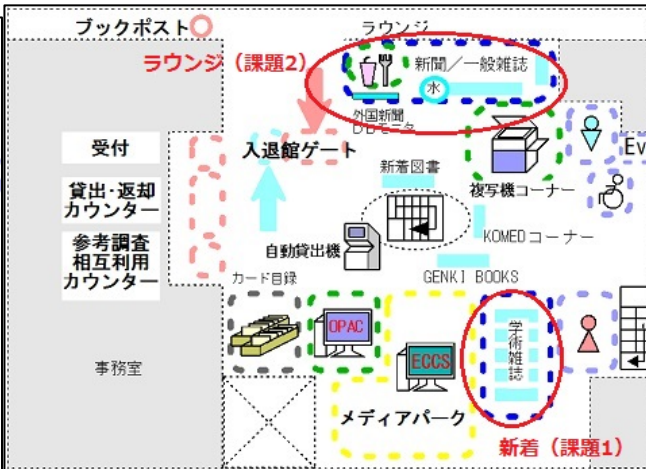 ブックポスト
ラウンジ
ラウンジ（課題2）
新聞／一般雑誌
水
外国新聞
受付
入退館ゲート
Ev
新着図書
複写機コーナー
貸出・返却
カウンター
参考調査
相互利用
カウンター
自動貸出機
KOMEDコーナー
カード目録
GENKI BOOKS
OPAC
ECCS
学術雑誌
事務室
メディアパーク
新着（課題1）